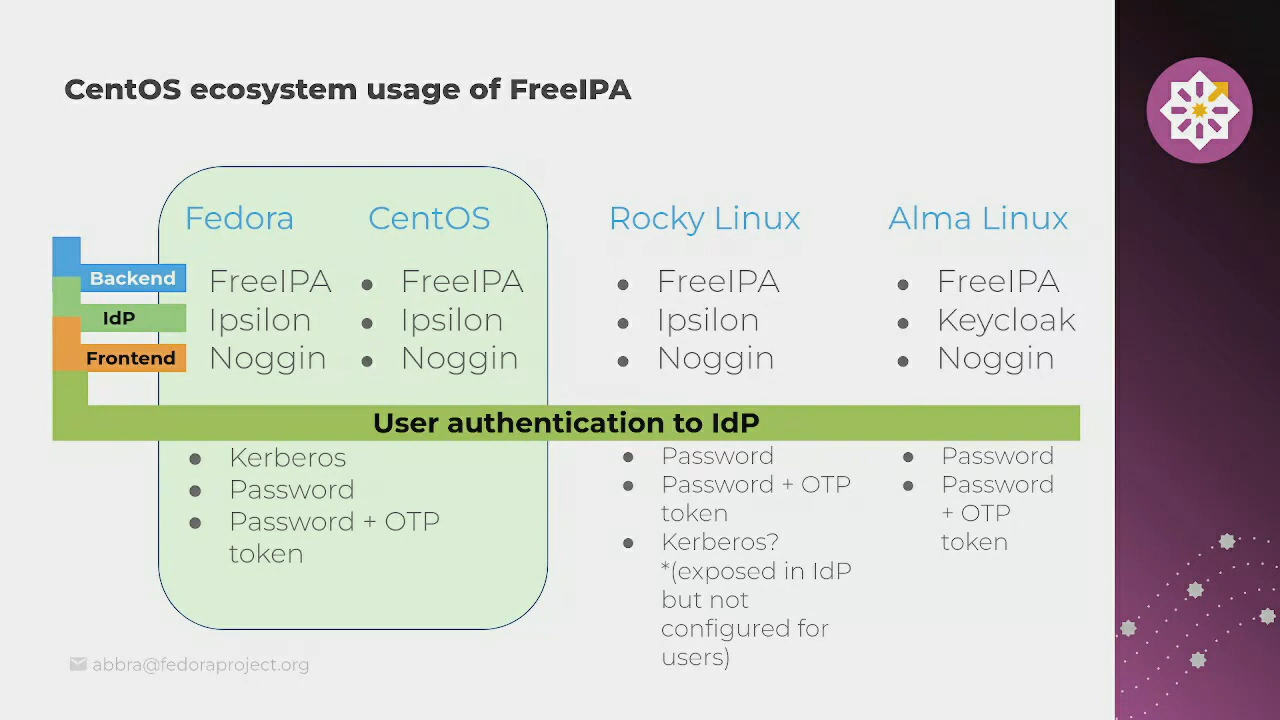 CentOS ecosystem usage of FreeIPA
Fedora CentOS Rocky Linux Alma Linux
Backend FreeIPA • FreeIPA • FreeIPA • FreeIPA
IdP Ipsilon • Ipsilon • Ipsilon • Keycloak
Frontend Noggin • Noggin • Noggin • Noggin
User authentication to IdP
• Kerberos
• Password
• Password + OTP
token
• Password
• Password + OTP
token
• Kerberos?
*(exposed in IdP
but not
configured for
users)
• Password
• Password
+ OTP
token
abbra@fedoraproject.org